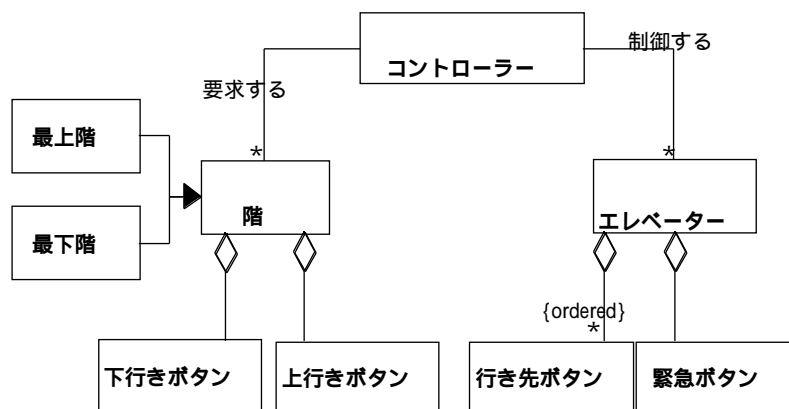 コントローラー
制御する
要求する
最上階
*
*
階
エレベーター
最下階
{ordered}
*
下行きボタン
上行きボタン
行き先ボタン
緊急ボタン